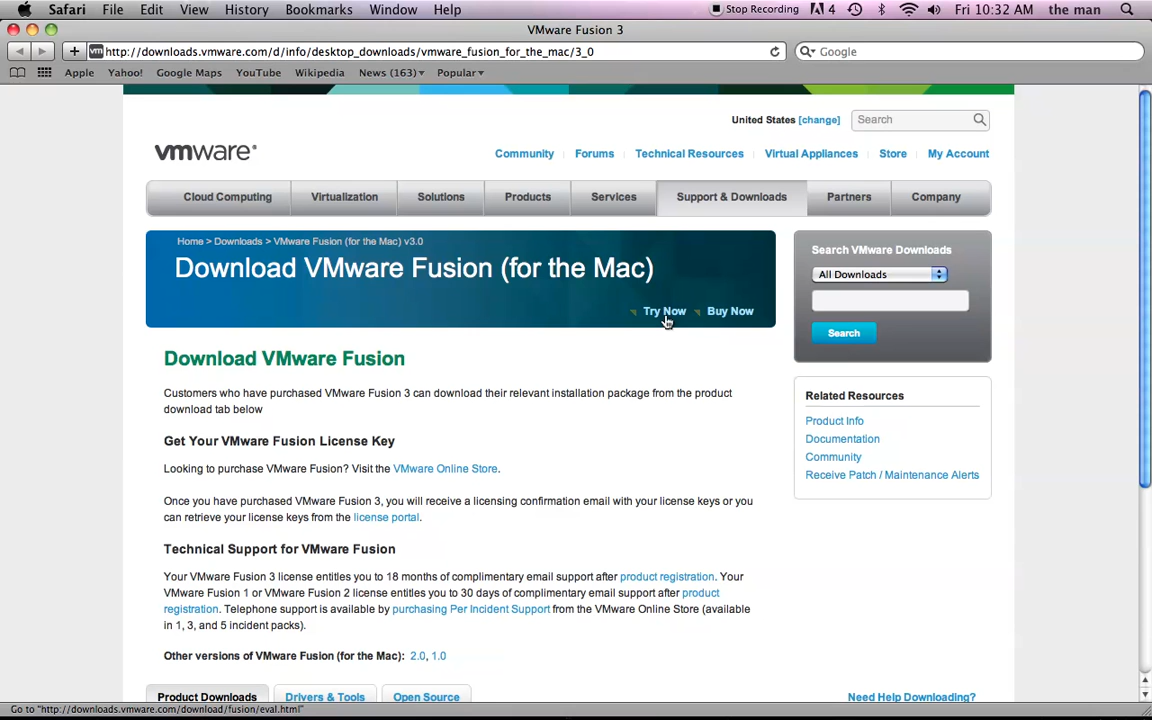 Safari File Edit View History Bookmarks Window Help Stop Recording 4 Fri 10:32 AM the man
VMware Fusion 3
http://downloads.vmware.com/d/info/desktop_downloads/vmware_fusion_for_the_mac/3_0 Google
Apple Yahoo! Google Maps YouTube Wikipedia News (163) Popular
United States [change] Search
vmware
Community Forums Technical Resources Virtual Appliances Store My Account
Cloud Computing Virtualization Solutions Products Services Support & Downloads Partners Company
Home > Downloads > VMware Fusion (for the Mac) v3.0
Download VMware Fusion (for the Mac)
Try Now Buy Now
Search VMware Downloads
All Downloads
Search
Download VMware Fusion
Customers who have purchased VMware Fusion 3 can download their relevant installation package from the product
download tab below
Get Your VMware Fusion License Key
Looking to purchase VMware Fusion? Visit the VMware Online Store.
Once you have purchased VMware Fusion 3, you will receive a licensing confirmation email with your license keys or you
can retrieve your license keys from the license portal.
Technical Support for VMware Fusion
Your VMware Fusion 3 license entitles you to 18 months of complimentary email support after product registration. Your
VMware Fusion 1 or VMware Fusion 2 license entitles you to 30 days of complimentary email support after product
registration. Telephone support is available by purchasing Per Incident Support from the VMware Online Store (available
in 1, 3, and 5 incident packs).
Other versions of VMware Fusion (for the Mac): 2.0, 1.0
Related Resources
Product Info
Documentation
Community
Receive Patch / Maintenance Alerts
Product Downloads Drivers & Tools Open Source Need Help Downloading?
Go to "http://downloads.vmware.com/download/fusion/eval.html"